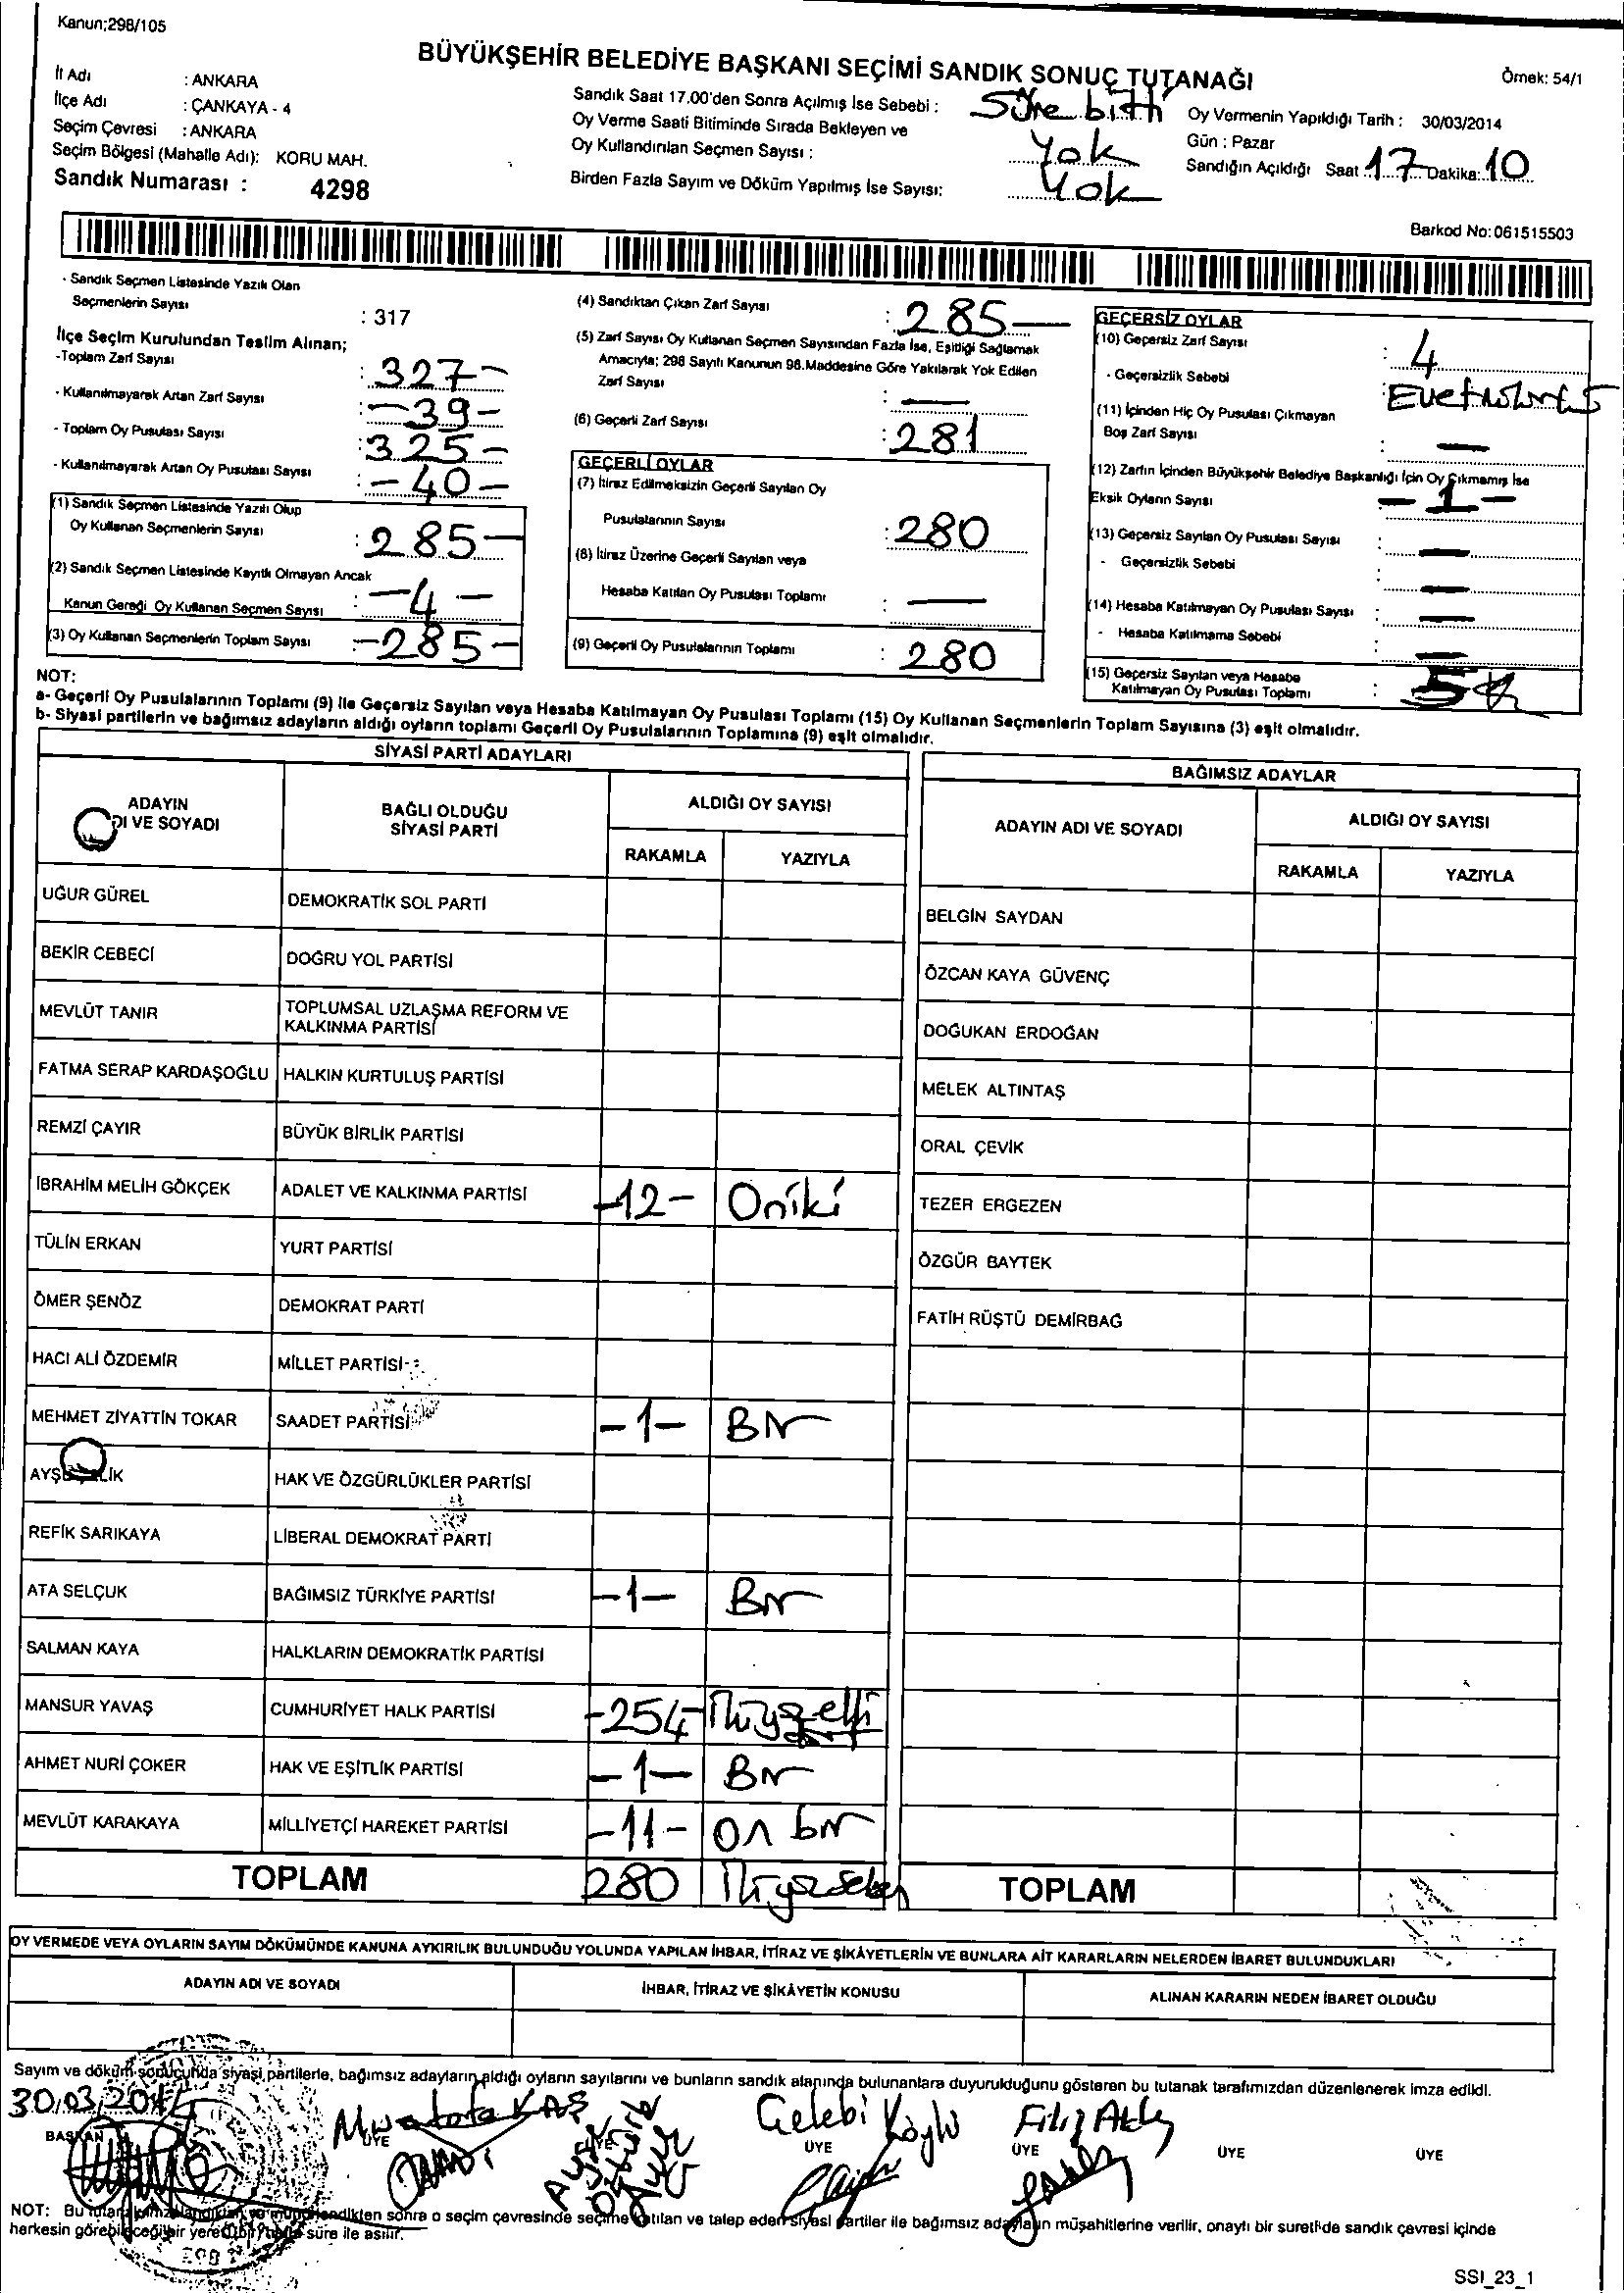 Kanun;298/105
BÜYÜKŞEHİR BELEDİYE BAŞKANI SEÇİMİ SANDIK SONUÇ TUTANAĞI
Örnek: 54/1
İl Adı : ANKARA
İlçe Adı : ÇANKAYA - 4
Seçim Çevresi : ANKARA
Seçim Bölgesi (Mahalle Adı): KORU MAH.
Sandık Numarası : 4298
Sandık Saat 17.00'den Sonra Açılmış İse Sebebi : Süre bitti
Oy Verme Saati Bitiminde Sırada Bekleyen ve
Oy Kullandırılan Seçmen Sayısı : Yok
Birden Fazla Sayım ve Döküm Yapılmış İse Sayısı: Yok
Oy Vermenin Yapıldığı Tarih : 30/03/2014
Gün : Pazar
Sandığın Açıldığı Saat 17 Dakika: 10
Barkod No:061515503
- Sandık Seçmen Listesinde Yazılı Olan
Seçmenlerin Sayısı : 317
İlçe Seçim Kurulundan Teslim Alınan;
-Toplam Zarf Sayısı : 327-
- Kullanılmayarak Artan Zarf Sayısı : -39-
- Toplam Oy Pusulası Sayısı : 325-
- Kullanılmayarak Artan Oy Pusulası Sayısı : -40-
(1) Sandık Seçmen Listesinde Yazılı Olup
Oy Kullanan Seçmenlerin Sayısı : 285-
(2) Sandık Seçmen Listesinde Kayıtlı Olmayan Ancak
Kanun Gereği Oy Kullanan Seçmen Sayısı : -4-
(3) Oy Kullanan Seçmenlerin Toplam Sayısı : -285-
(4) Sandıktan Çıkan Zarf Sayısı : 285-
(5) Zarf Sayısı Oy Kullanan Seçmen Sayısından Fazla İse, Eşitliği Sağlamak
Amacıyla; 298 Sayılı Kanunun 98.Maddesine Göre Yakılarak Yok Edilen
Zarf Sayısı : -
(6) Geçerli Zarf Sayısı : 281
GEÇERLİ OYLAR
(7) İtiraz Edilmeksizin Geçerli Sayılan Oy
Pusulalarının Sayısı : 280
(8) İtiraz Üzerine Geçerli Sayılan veya
Hesaba Katılan Oy Pusulası Toplamı : -
(9) Geçerli Oy Pusulalarının Toplamı : 280
GEÇERSİZ OYLAR
(10) Geçersiz Zarf Sayısı : 4
- Geçersizlik Sebebi :
(11) İçinden Hiç Oy Pusulası Çıkmayan
Boş Zarf Sayısı : -
(12) Zarfın İçinden Büyükşehir Belediye Başkanlığı İçin Oy Çıkmamış İse
Eksik Oyların Sayısı : -1-
(13) Geçersiz Sayılan Oy Pusulası Sayısı : -
- Geçersizlik Sebebi : -
(14) Hesaba Katılmayan Oy Pusulası Sayısı : -
- Hesaba Katılmama Sebebi : -
(15) Geçersiz Sayılan veya Hesaba
Katılmayan Oy Pusulası Toplamı : 5
NOT:
a- Geçerli Oy Pusulalarının Toplamı (9) ile Geçersiz Sayılan veya Hesaba Katılmayan Oy Pusulası Toplamı (15) Oy Kullanan Seçmenlerin Toplam Sayısına (3) eşit olmalıdır.
b- Siyasi partilerin ve bağımsız adayların aldığı oyların toplamı Geçerli Oy Pusulalarının Toplamına (9) eşit olmalıdır.
SİYASİ PARTİ ADAYLARI
ADAYIN DI VE SOYADI
BAĞLI OLDUĞU SİYASİ PARTİ
ALDIĞI OY SAYISI
RAKAMLA YAZIYLA
UĞUR GÜREL DEMOKRATİK SOL PARTİ
BEKİR CEBECİ DOĞRU YOL PARTİSİ
MEVLÜT TANIR TOPLUMSAL UZLAŞMA REFORM VE KALKINMA PARTİSİ
FATMA SERAP KARDAŞOĞLU HALKIN KURTULUŞ PARTİSİ
REMZİ ÇAYIR BÜYÜK BİRLİK PARTİSİ
İBRAHİM MELİH GÖKÇEK ADALET VE KALKINMA PARTİSİ -12- Oniki
TÜLİN ERKAN YURT PARTİSİ
ÖMER ŞENÖZ DEMOKRAT PARTİ
HACI ALİ ÖZDEMİR MİLLET PARTİSİ
MEHMET ZİYATTİN TOKAR SAADET PARTİSİ -1- Bir
HAK VE ÖZGÜRLÜKLER PARTİSİ
REFİK SARIKAYA LİBERAL DEMOKRAT PARTİ
ATA SELÇUK BAĞIMSIZ TÜRKİYE PARTİSİ -1- Bir
SALMAN KAYA HALKLARIN DEMOKRATİK PARTİSİ
MANSUR YAVAŞ CUMHURİYET HALK PARTİSİ -254-
AHMET NURİ ÇOKER HAK VE EŞİTLİK PARTİSİ -1- Bir
MEVLÜT KARAKAYA MİLLİYETÇİ HAREKET PARTİSİ -11- On bir
TOPLAM 280 İkiyüzseksen
BAĞIMSIZ ADAYLAR
ADAYIN ADI VE SOYADI
ALDIĞI OY SAYISI
RAKAMLA YAZIYLA
BELGİN SAYDAN
ÖZCAN KAYA GÜVENÇ
DOĞUKAN ERDOĞAN
MELEK ALTINTAŞ
ORAL ÇEVİK
TEZER ERGEZEN
ÖZGÜR BAYTEK
FATİH RÜŞTÜ DEMİRBAĞ
TOPLAM
OY VERMEDE VEYA OYLARIN SAYIM DÖKÜMÜNDE KANUNA AYKIRILIK BULUNDUĞU YOLUNDA YAPILAN İHBAR, İTİRAZ VE ŞİKÂYETLERİN VE BUNLARA AİT KARARLARIN NELERDEN İBARET BULUNDUKLARI
ADAYIN ADI VE SOYADI
İHBAR, İTİRAZ VE ŞİKÂYETİN KONUSU
ALINAN KARARIN NEDEN İBARET OLDUĞU
Sayım ve döküm sonucunda siyasi partilerle, bağımsız adayların aldığı oyların sayılarını ve bunların sandık alanında bulunanlara duyurulduğunu gösteren bu tutanak tarafımızdan düzenlenerek imza edildi.
30.03.2014
Mustafa KAŞ
Çelebi Köylü
Filiz
BAŞKAN ÜYE ÜYE ÜYE ÜYE ÜYE ÜYE
NOT: Bu sonra o seçim çevresinde seçime katılan ve talep eden siyasi partiler ile bağımsız adayların müşahitlerine verilir, onaylı bir sureti de sandık çevresi içinde
herkesin görebileceği bir yere süre ile asılır.
SSI_23_1